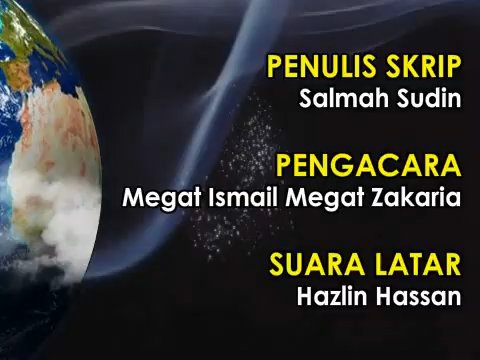 PENULIS SKRIP
Salmah Sudin
PENGACARA
Megat Ismail Megat Zakaria
SUARA LATAR
Hazlin Hassan